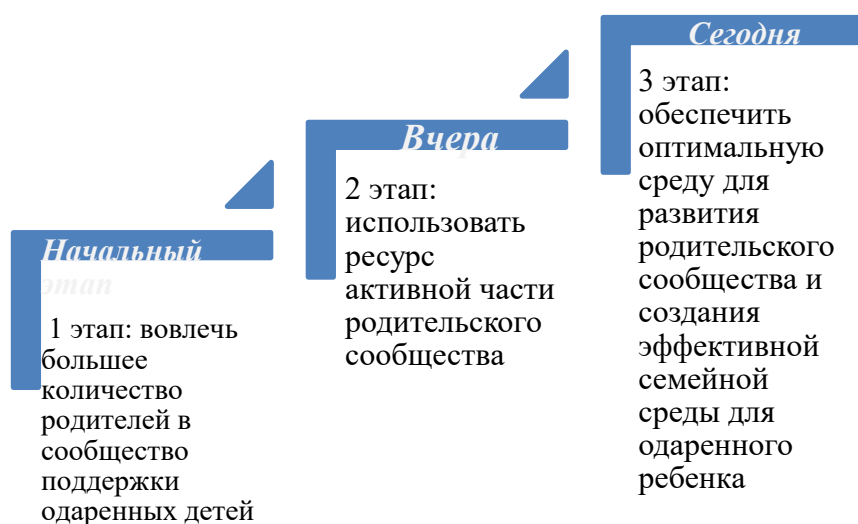 Начальный
этап
1 этап: вовлечь
большее
количество
родителей в
сообщество
поддержки
одаренных детей
Вчера
2 этап:
использовать
ресурс
активной части
родительского
сообщества
Сегодня
3 этап:
обеспечить
оптимальную
среду для
развития
родительского
сообщества и
создания
эффективной
семейной
среды для
одаренного
ребенка